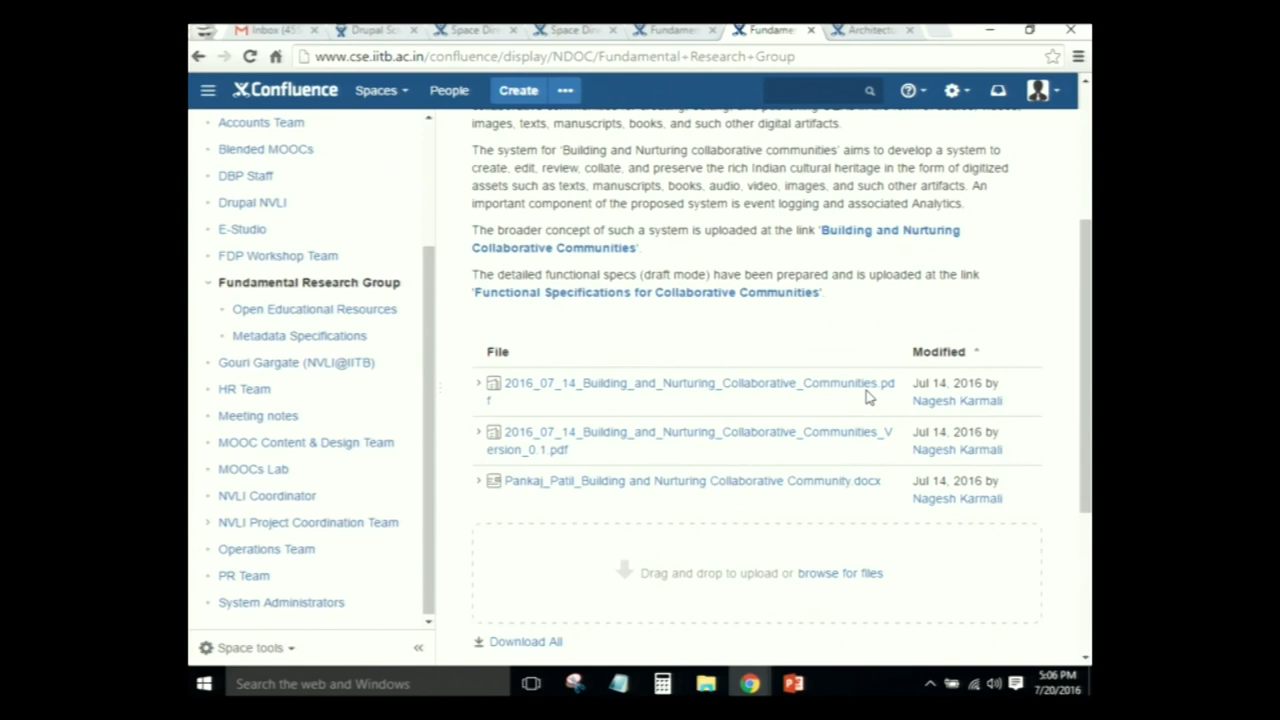 Inbox (45
Drupal Sc
Space Dir
Space Dir
Fundame
Fundame
Architect
www.cse.iitb.ac.in/confluence/display/NDOC/Fundamental+Research+Group
Confluence Spaces People Create •••
Accounts Team
Blended MOOCs
DBP Staff
Drupal NVLI
E-Studio
FDP Workshop Team
Fundamental Research Group
Open Educational Resources
Metadata Specifications
Gouri Gargate (NVLI@IITB)
HR Team
Meeting notes
MOOC Content & Design Team
MOOCs Lab
NVLI Coordinator
NVLI Project Coordination Team
Operations Team
PR Team
System Administrators
Space tools
images, texts, manuscripts, books, and such other digital artifacts.
The system for 'Building and Nurturing collaborative communities' aims to develop a system to
create, edit, review, collate, and preserve the rich Indian cultural heritage in the form of digitized
assets such as texts, manuscripts, books, audio, video, images, and such other artifacts. An
important component of the proposed system is event logging and associated Analytics.
The broader concept of such a system is uploaded at the link 'Building and Nurturing
Collaborative Communities'.
The detailed functional specs (draft mode) have been prepared and is uploaded at the link
'Functional Specifications for Collaborative Communities'.
File Modified
2016_07_14_Building_and_Nurturing_Collaborative_Communities.pd Jul 14, 2016 by
f Nagesh Karmali
2016_07_14_Building_and_Nurturing_Collaborative_Communities_V Jul 14, 2016 by
ersion_0.1.pdf Nagesh Karmali
Pankaj_Patil_Building and Nurturing Collaborative Community.docx Jul 14, 2016 by
Nagesh Karmali
Drag and drop to upload or browse for files
Download All
Search the web and Windows
5:06 PM
7/20/2016